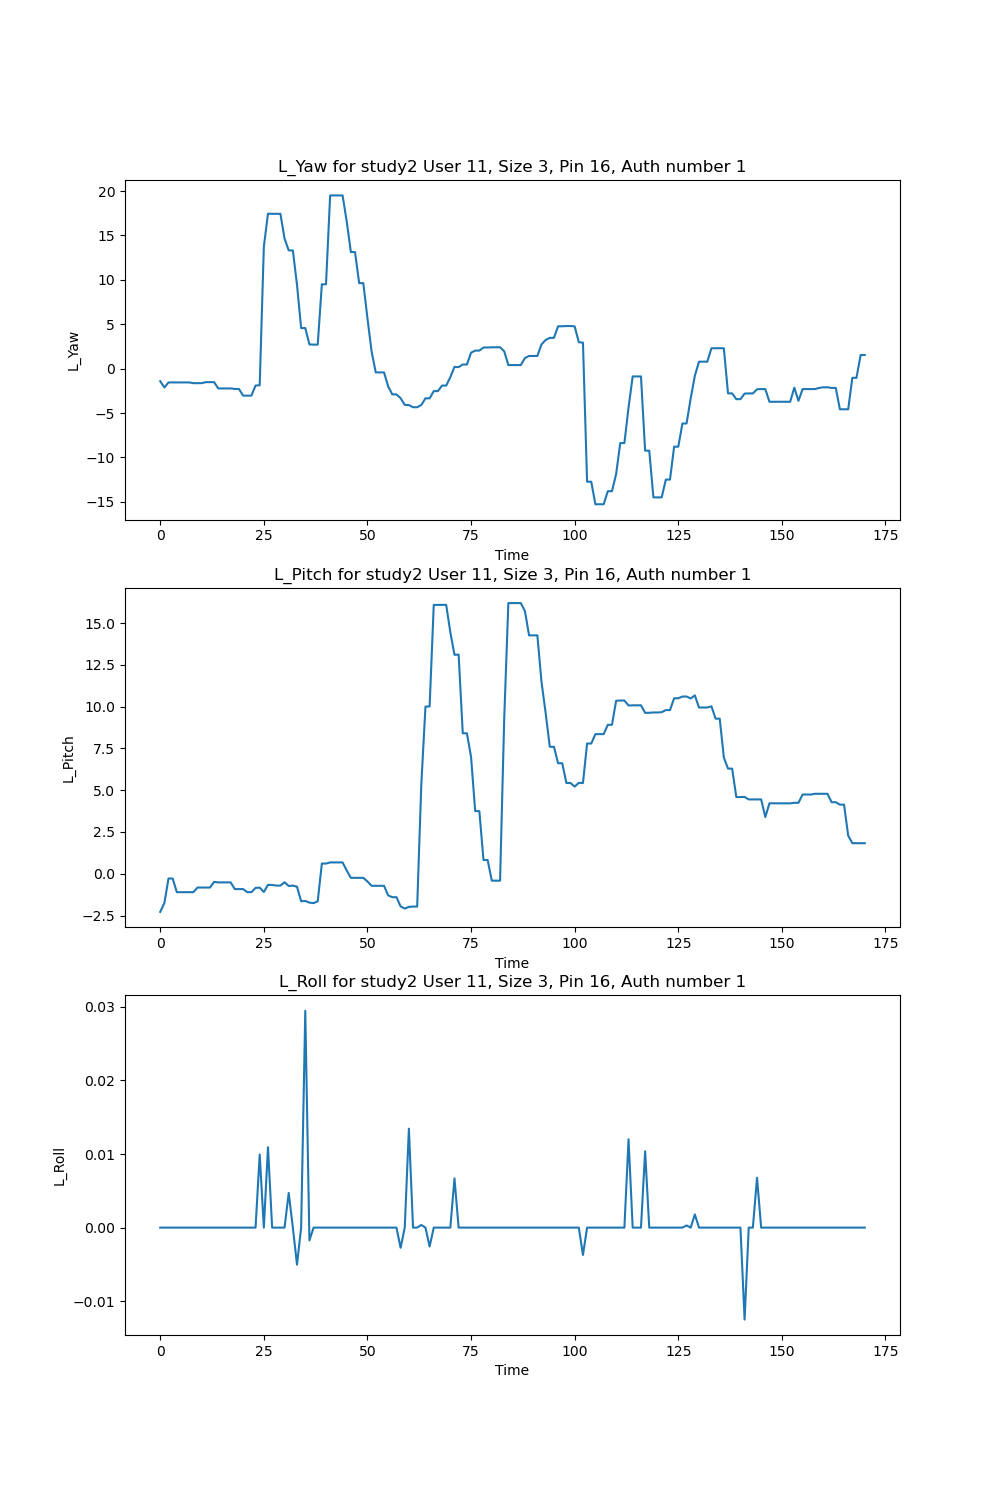 L_Yaw for study2 User 11, Size 3, Pin 16, Auth number 1
20
15
10
5
0
−5
−10
−15
L_Yaw
0 25 50 75 100 125 150 175
Time
L_Pitch for study2 User 11, Size 3, Pin 16, Auth number 1
15.0
12.5
10.0
7.5
5.0
2.5
0.0
−2.5
L_Pitch
0 25 50 75 100 125 150 175
Time
L_Roll for study2 User 11, Size 3, Pin 16, Auth number 1
0.03
0.02
0.01
0.00
−0.01
L_Roll
0 25 50 75 100 125 150 175
Time